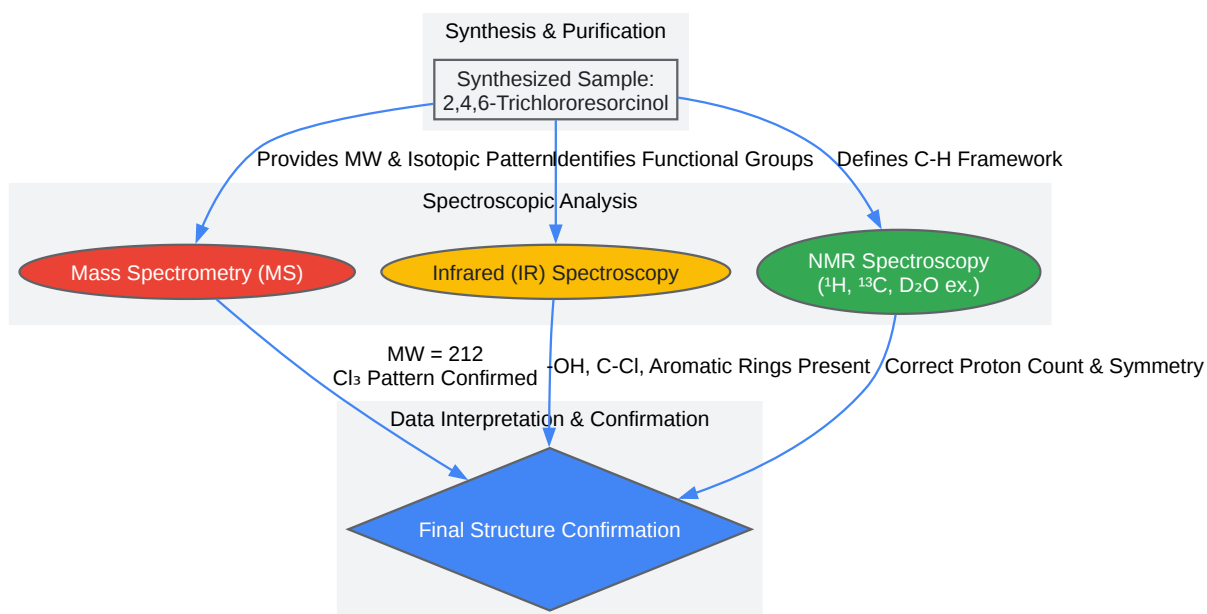 Synthesis & Purification
Synthesized Sample:
2,4,6-Trichlororesorcinol
Provides MW & Isotopic Pattern
Identifies Functional Groups
Defines C-H Framework
Spectroscopic Analysis
Mass Spectrometry (MS)
Infrared (IR) Spectroscopy
NMR Spectroscopy
(¹H, ¹³C, D₂O ex.)
MW = 212
Cl₃ Pattern Confirmed
-OH, C-Cl, Aromatic Rings Present
Correct Proton Count & Symmetry
Data Interpretation & Confirmation
Final Structure Confirmation